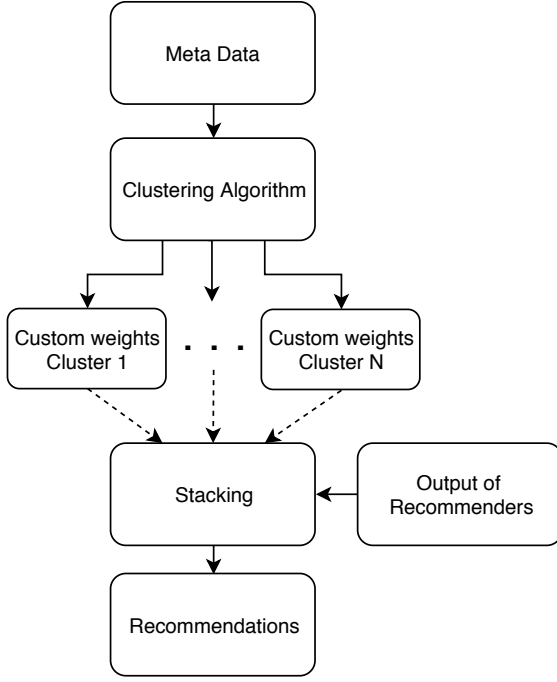 Meta Data
Clustering Algorithm
Custom weights
Cluster 1
. . .
Custom weights
Cluster N
Stacking
Output of
Recommenders
Recommendations